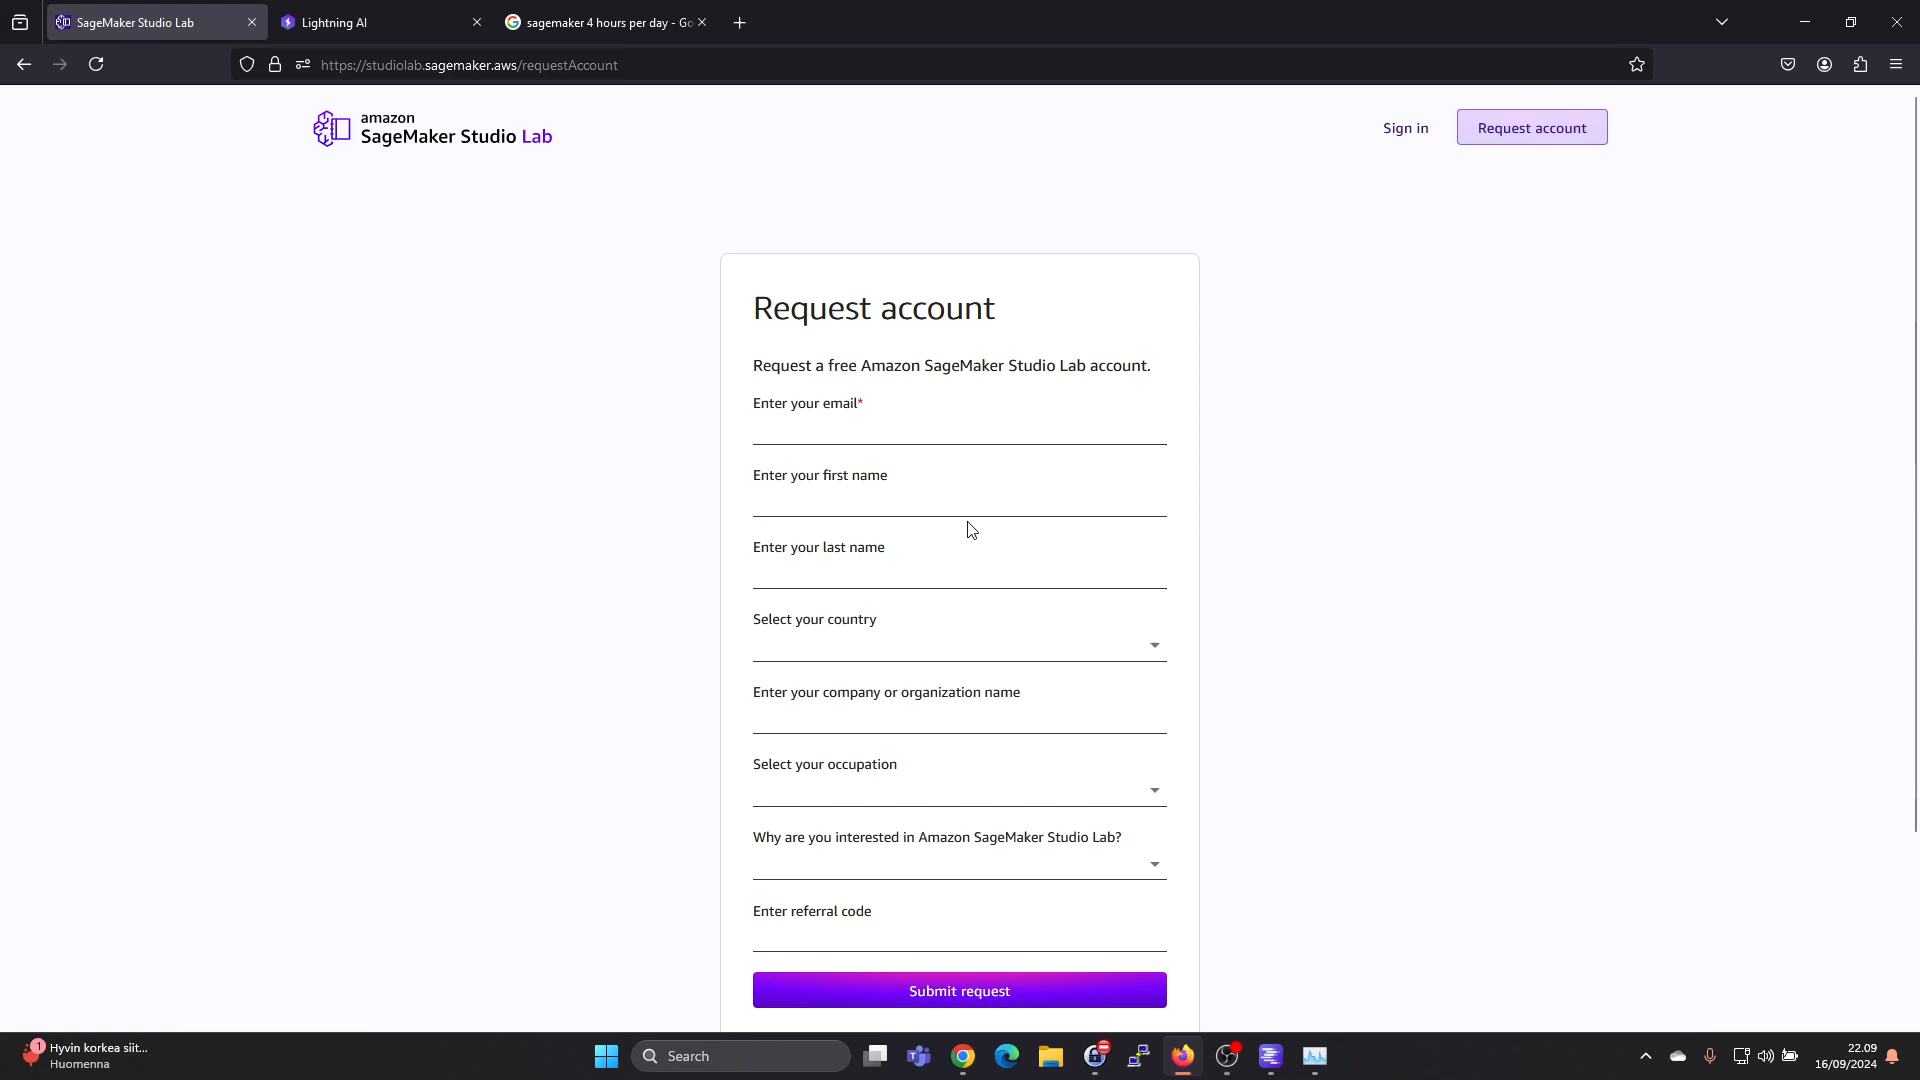 SageMaker Studio Lab
Lightning AI
sagemaker 4 hours per day - Go
https://studiolab.sagemaker.aws/requestAccount
amazon
SageMaker Studio Lab
Sign in
Request account
Request account
Request a free Amazon SageMaker Studio Lab account.
Enter your email*
Enter your first name
Enter your last name
Select your country
Enter your company or organization name
Select your occupation
Why are you interested in Amazon SageMaker Studio Lab?
Enter referral code
Submit request
1
Hyvin korkea siit...
Huomenna
Search
22.09
16/09/2024